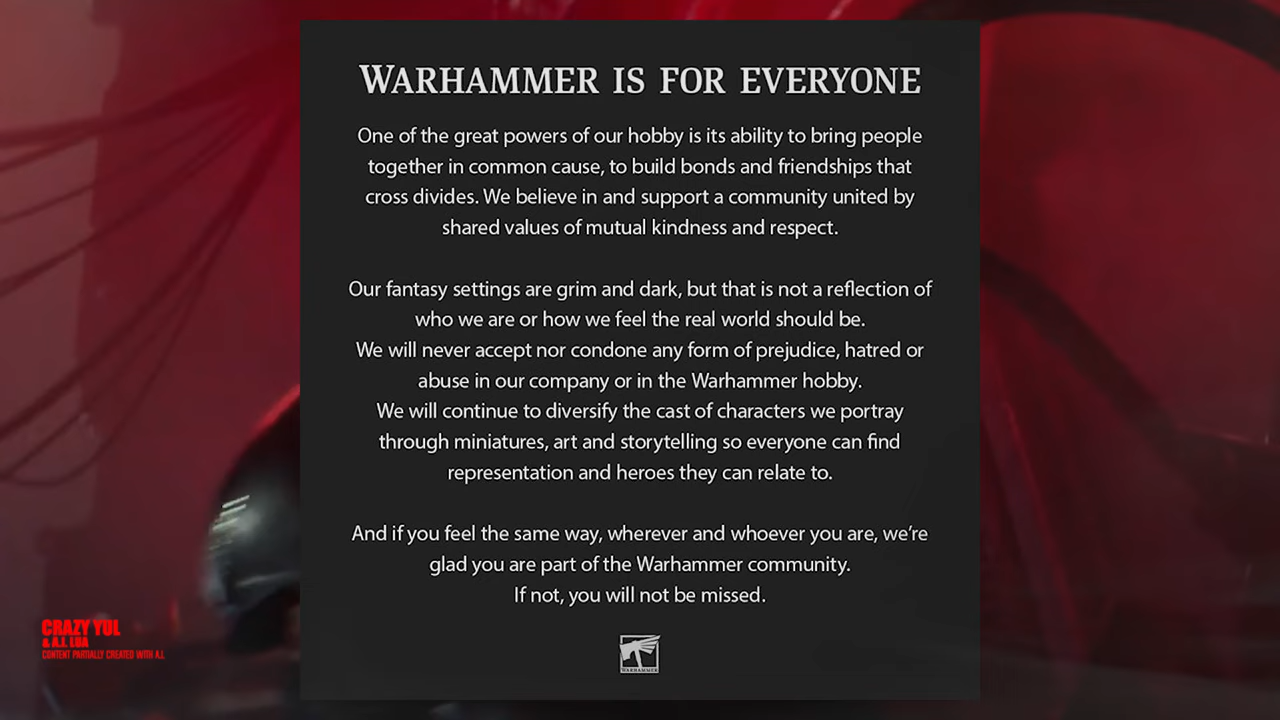 WARHAMMER IS FOR EVERYONE
One of the great powers of our hobby is its ability to bring people
together in common cause, to build bonds and friendships that
cross divides. We believe in and support a community united by
shared values of mutual kindness and respect.
Our fantasy settings are grim and dark, but that is not a reflection of
who we are or how we feel the real world should be.
We will never accept nor condone any form of prejudice, hatred or
abuse in our company or in the Warhammer hobby.
We will continue to diversify the cast of characters we portray
through miniatures, art and storytelling so everyone can find
representation and heroes they can relate to.
And if you feel the same way, wherever and whoever you are, we're
glad you are part of the Warhammer community.
If not, you will not be missed.
WARHAMMER
CRAZY YUL
& A.I. LUA
CONTENT PARTIALLY CREATED WITH A.I.